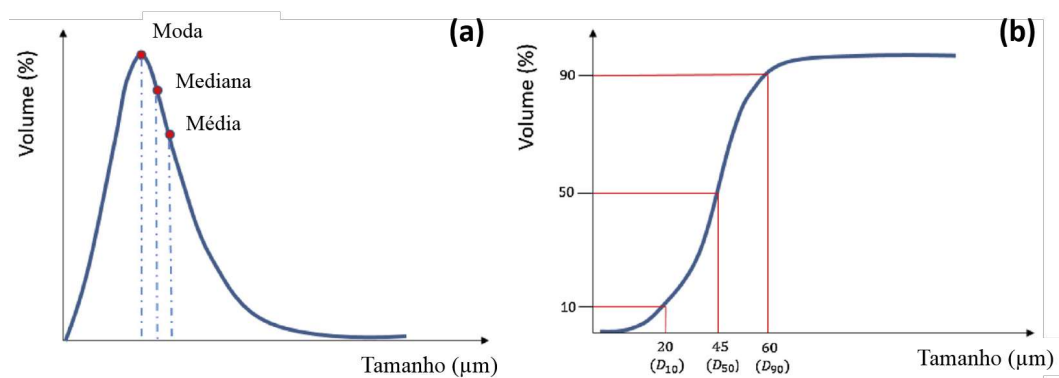 (a)
Volume (%)
Moda
Mediana
Média
Tamanho (µm)
(b)
Volume (%)
90
50
10
20 45 60
(D₁₀) (D₅₀) (D₉₀)
Tamanho (µm)